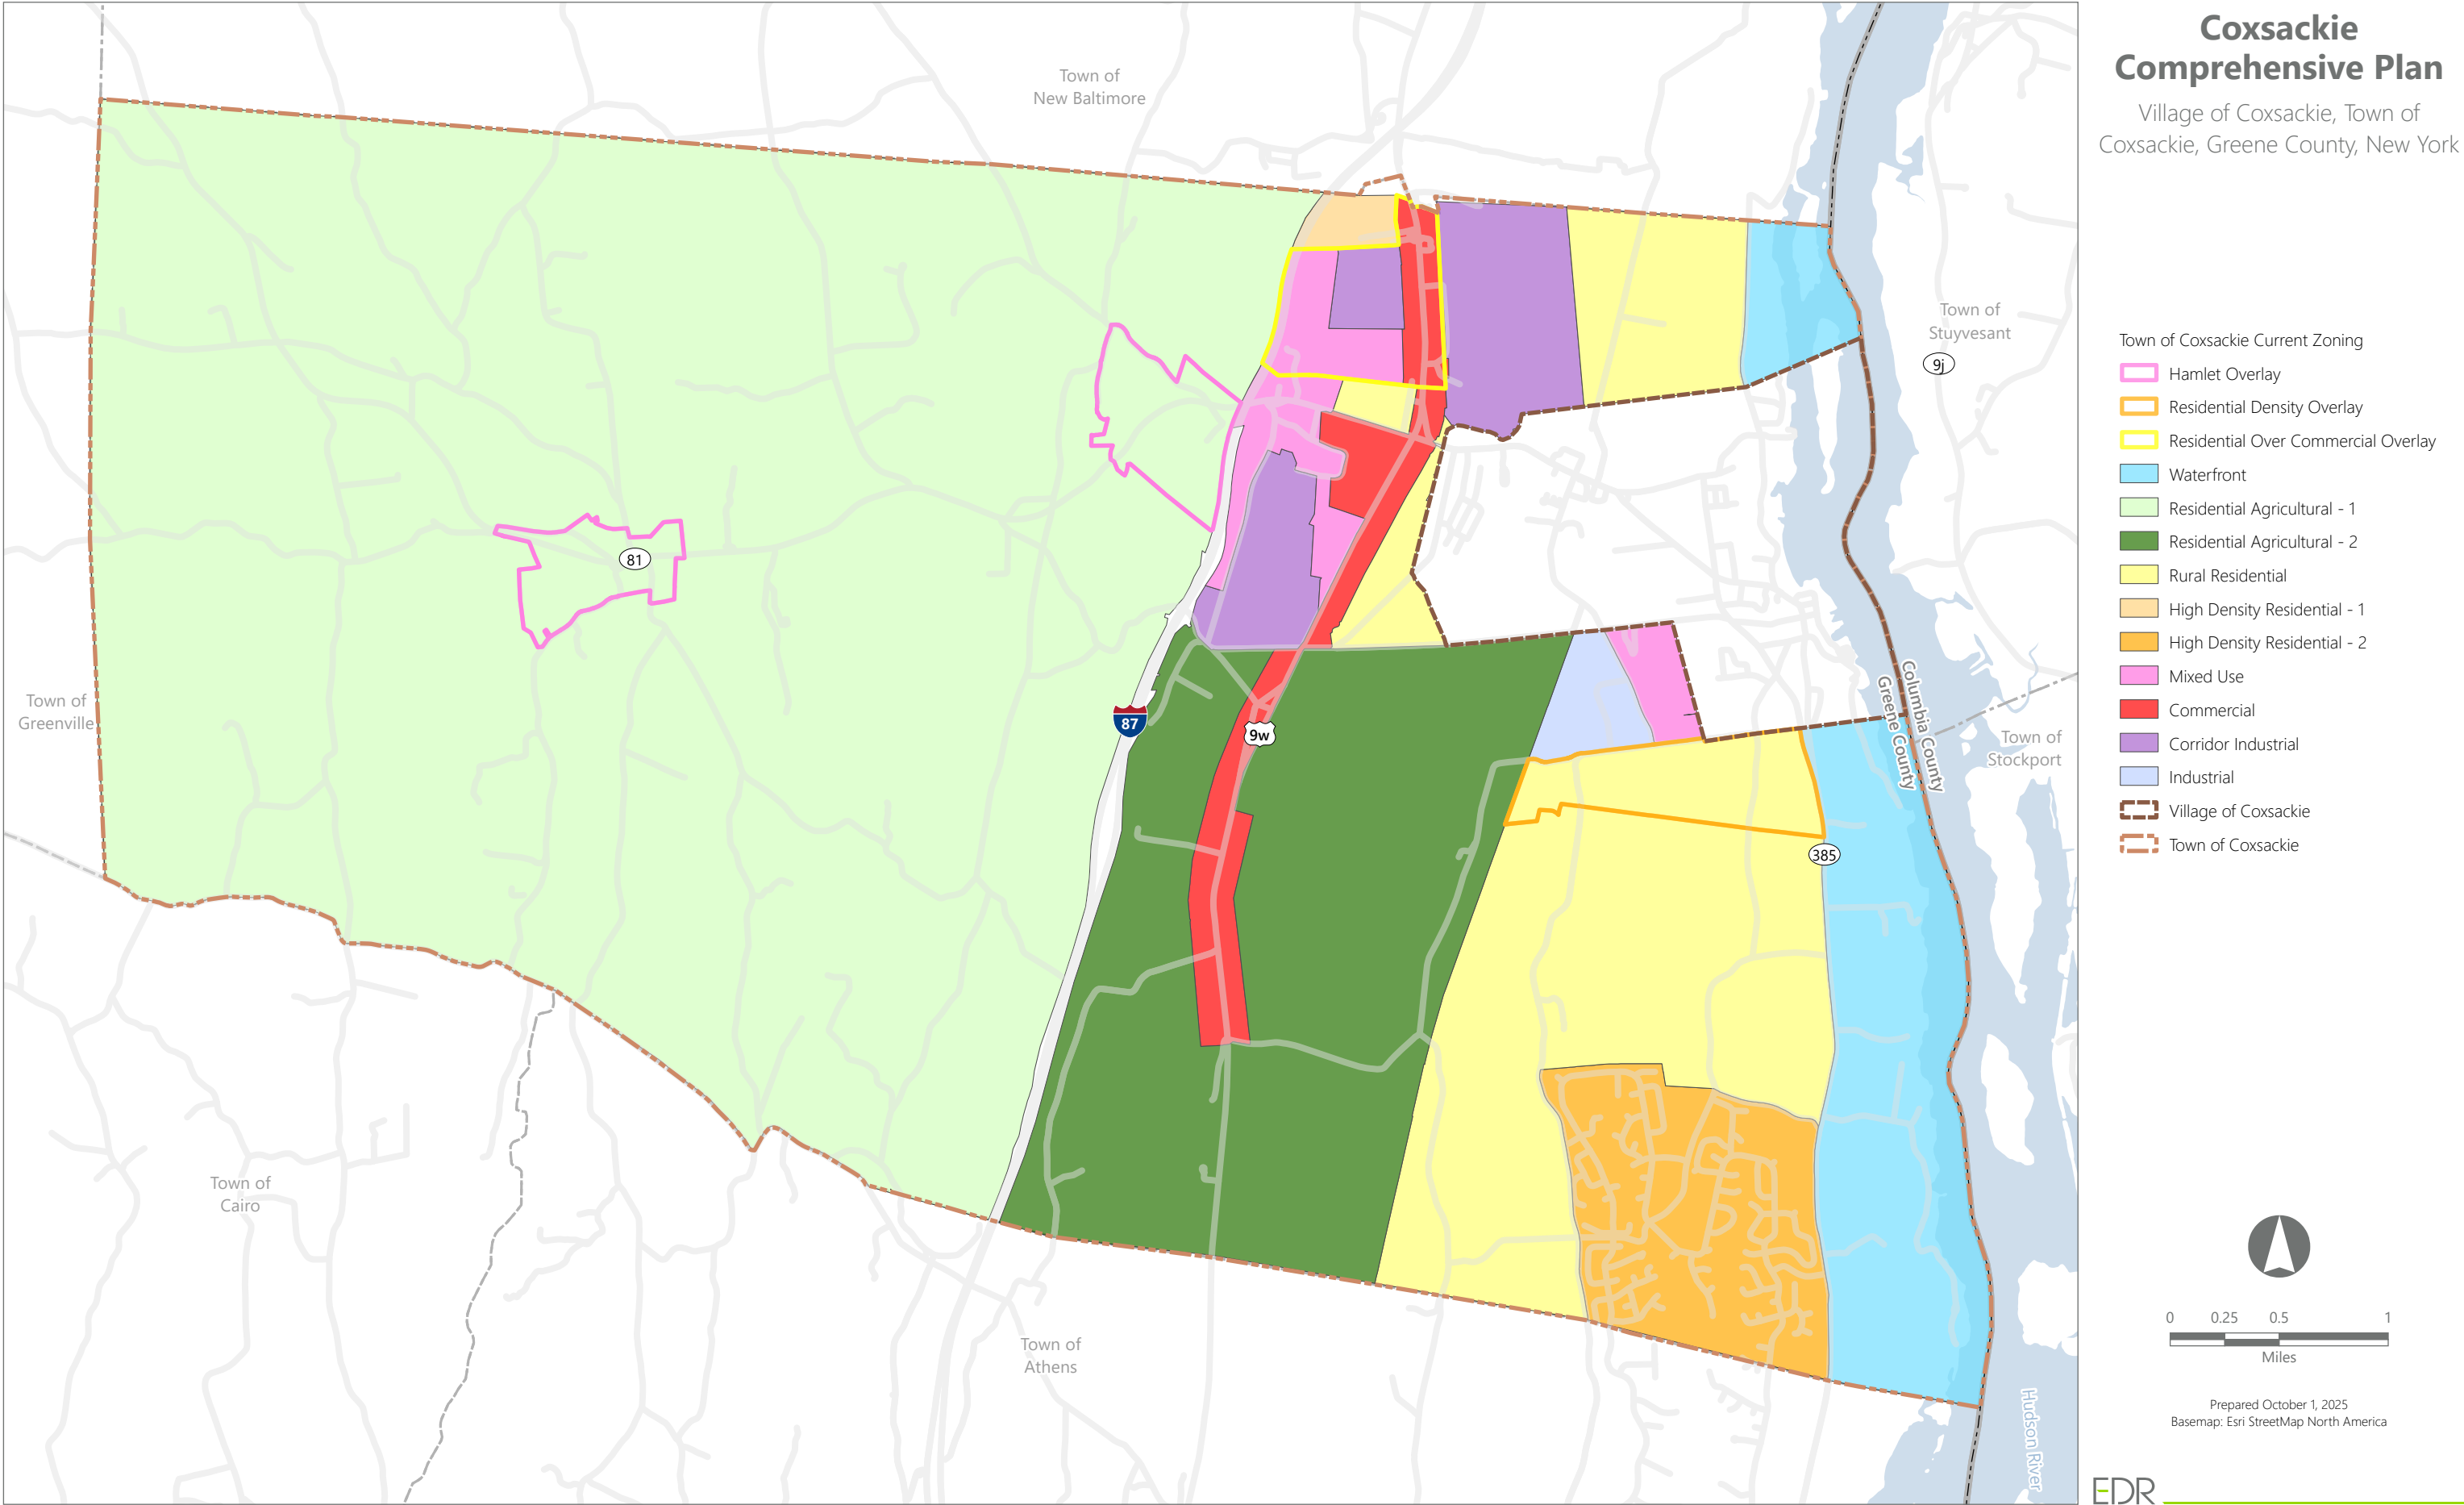 Coxsackie
Comprehensive Plan
Village of Coxsackie, Town of
Coxsackie, Greene County, New York
Town of Coxsackie Current Zoning
Hamlet Overlay
Residential Density Overlay
Residential Over Commercial Overlay
Waterfront
Residential Agricultural - 1
Residential Agricultural - 2
Rural Residential
High Density Residential - 1
High Density Residential - 2
Mixed Use
Commercial
Corridor Industrial
Industrial
Village of Coxsackie
Town of Coxsackie
0 0.25 0.5 1
Miles
Prepared October 1, 2025
Basemap: Esri StreetMap North America
EDR
Town of
New Baltimore
Town of
Stuyvesant
9j
81
Town of
Greenville
87
9w
Columbia County
Greene County
Town of
Stockport
385
Town of
Cairo
Town of
Athens
Hudson River